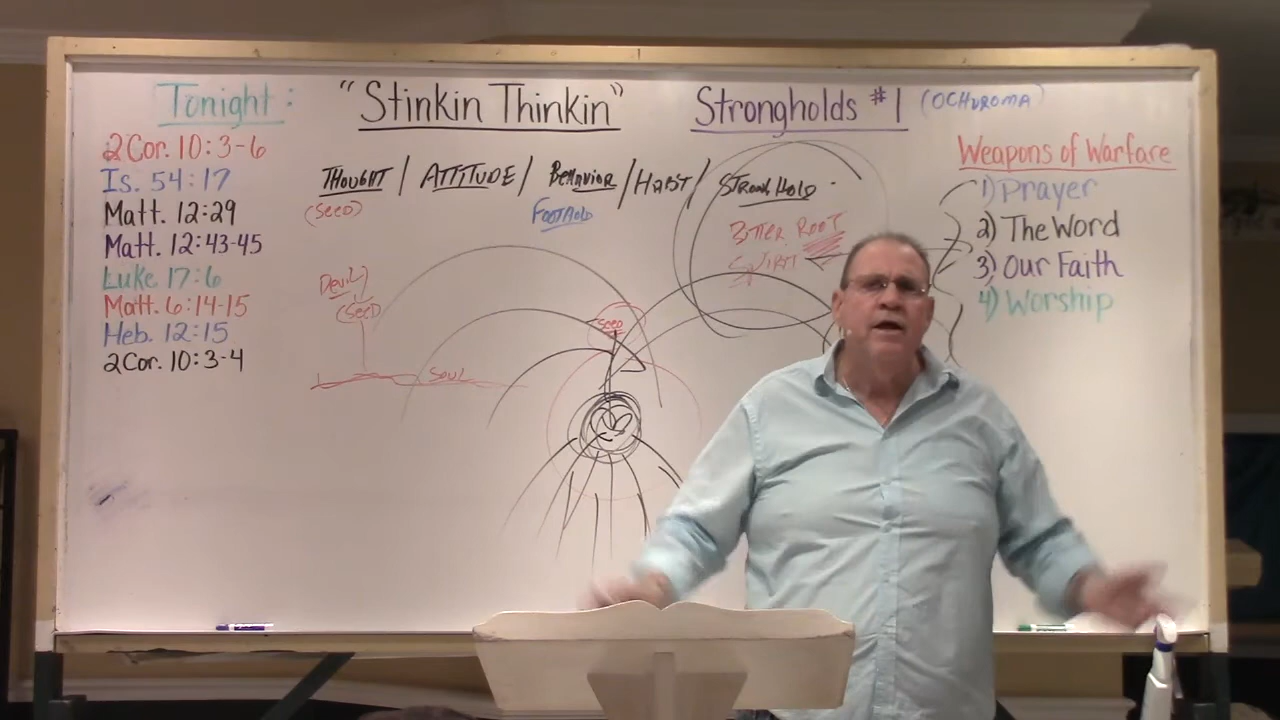 Tonight: "Stinkin Thinkin" Strongholds #1 (OCHUROMA)
2Cor. 10:3-6
Is. 54:17
Matt. 12:29
Matt. 12:43-45
Luke 17:6
Matt. 6:14-15
Heb. 12:15
2Cor. 10:3-4
THOUGHT / ATTITUDE / BEHAVIOR / HABIT / STRONGHOLD
(SEED)
FOOTHOLD
BITTER ROOT
SPIRIT
DEVIL
(SEED)
SEED
SOUL
Weapons of Warfare
1) Prayer
2) The Word
3) Our Faith
4) Worship